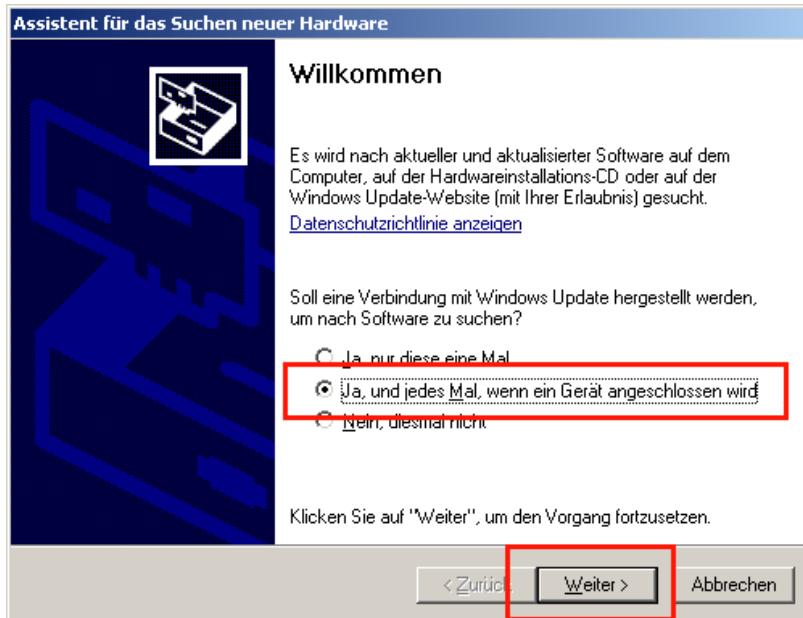 Assistent für das Suchen neuer Hardware
Willkommen
Es wird nach aktueller und aktualisierter Software auf dem
Computer, auf der Hardwareinstallations-CD oder auf der
Windows Update-Website (mit Ihrer Erlaubnis) gesucht.
Datenschutzrichtlinie anzeigen
Soll eine Verbindung mit Windows Update hergestellt werden,
um nach Software zu suchen?
Ja, nur diese eine Mal
Ja, und jedes Mal, wenn ein Gerät angeschlossen wird
Nein, diesmal nicht
Klicken Sie auf "Weiter", um den Vorgang fortzusetzen.
< Zurück
Weiter >
Abbrechen